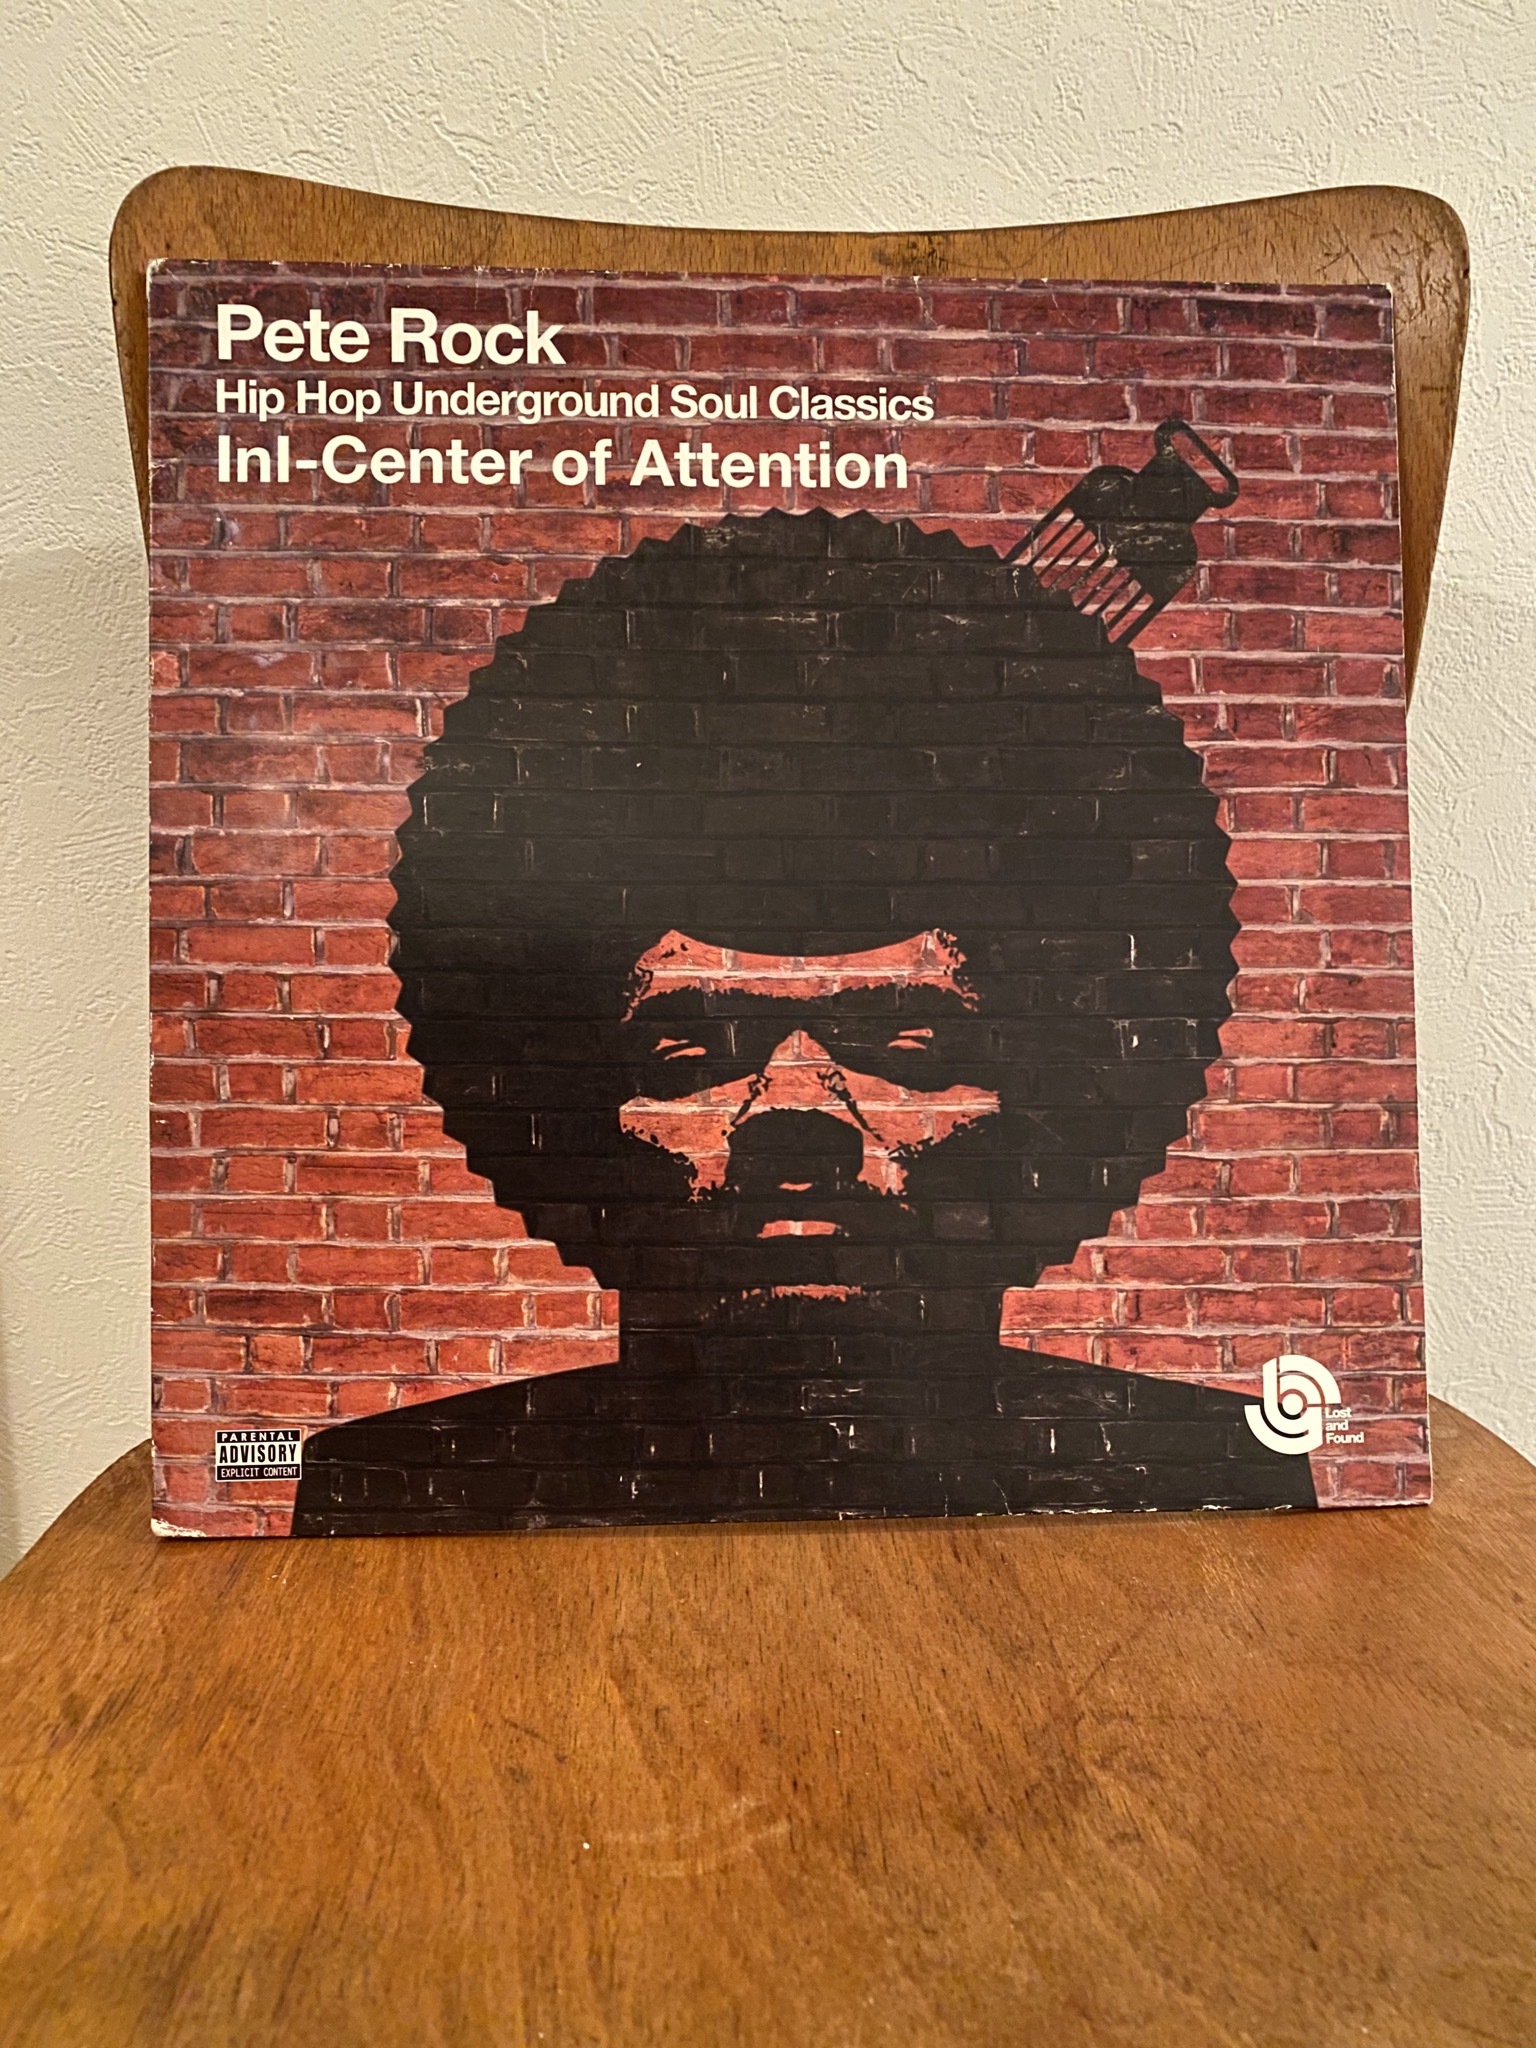 Pete Rock
Hip Hop Underground Soul Classics
InI-Center of Attention
PARENTAL
ADVISORY
EXPLICIT CONTENT
Lost
and
Found